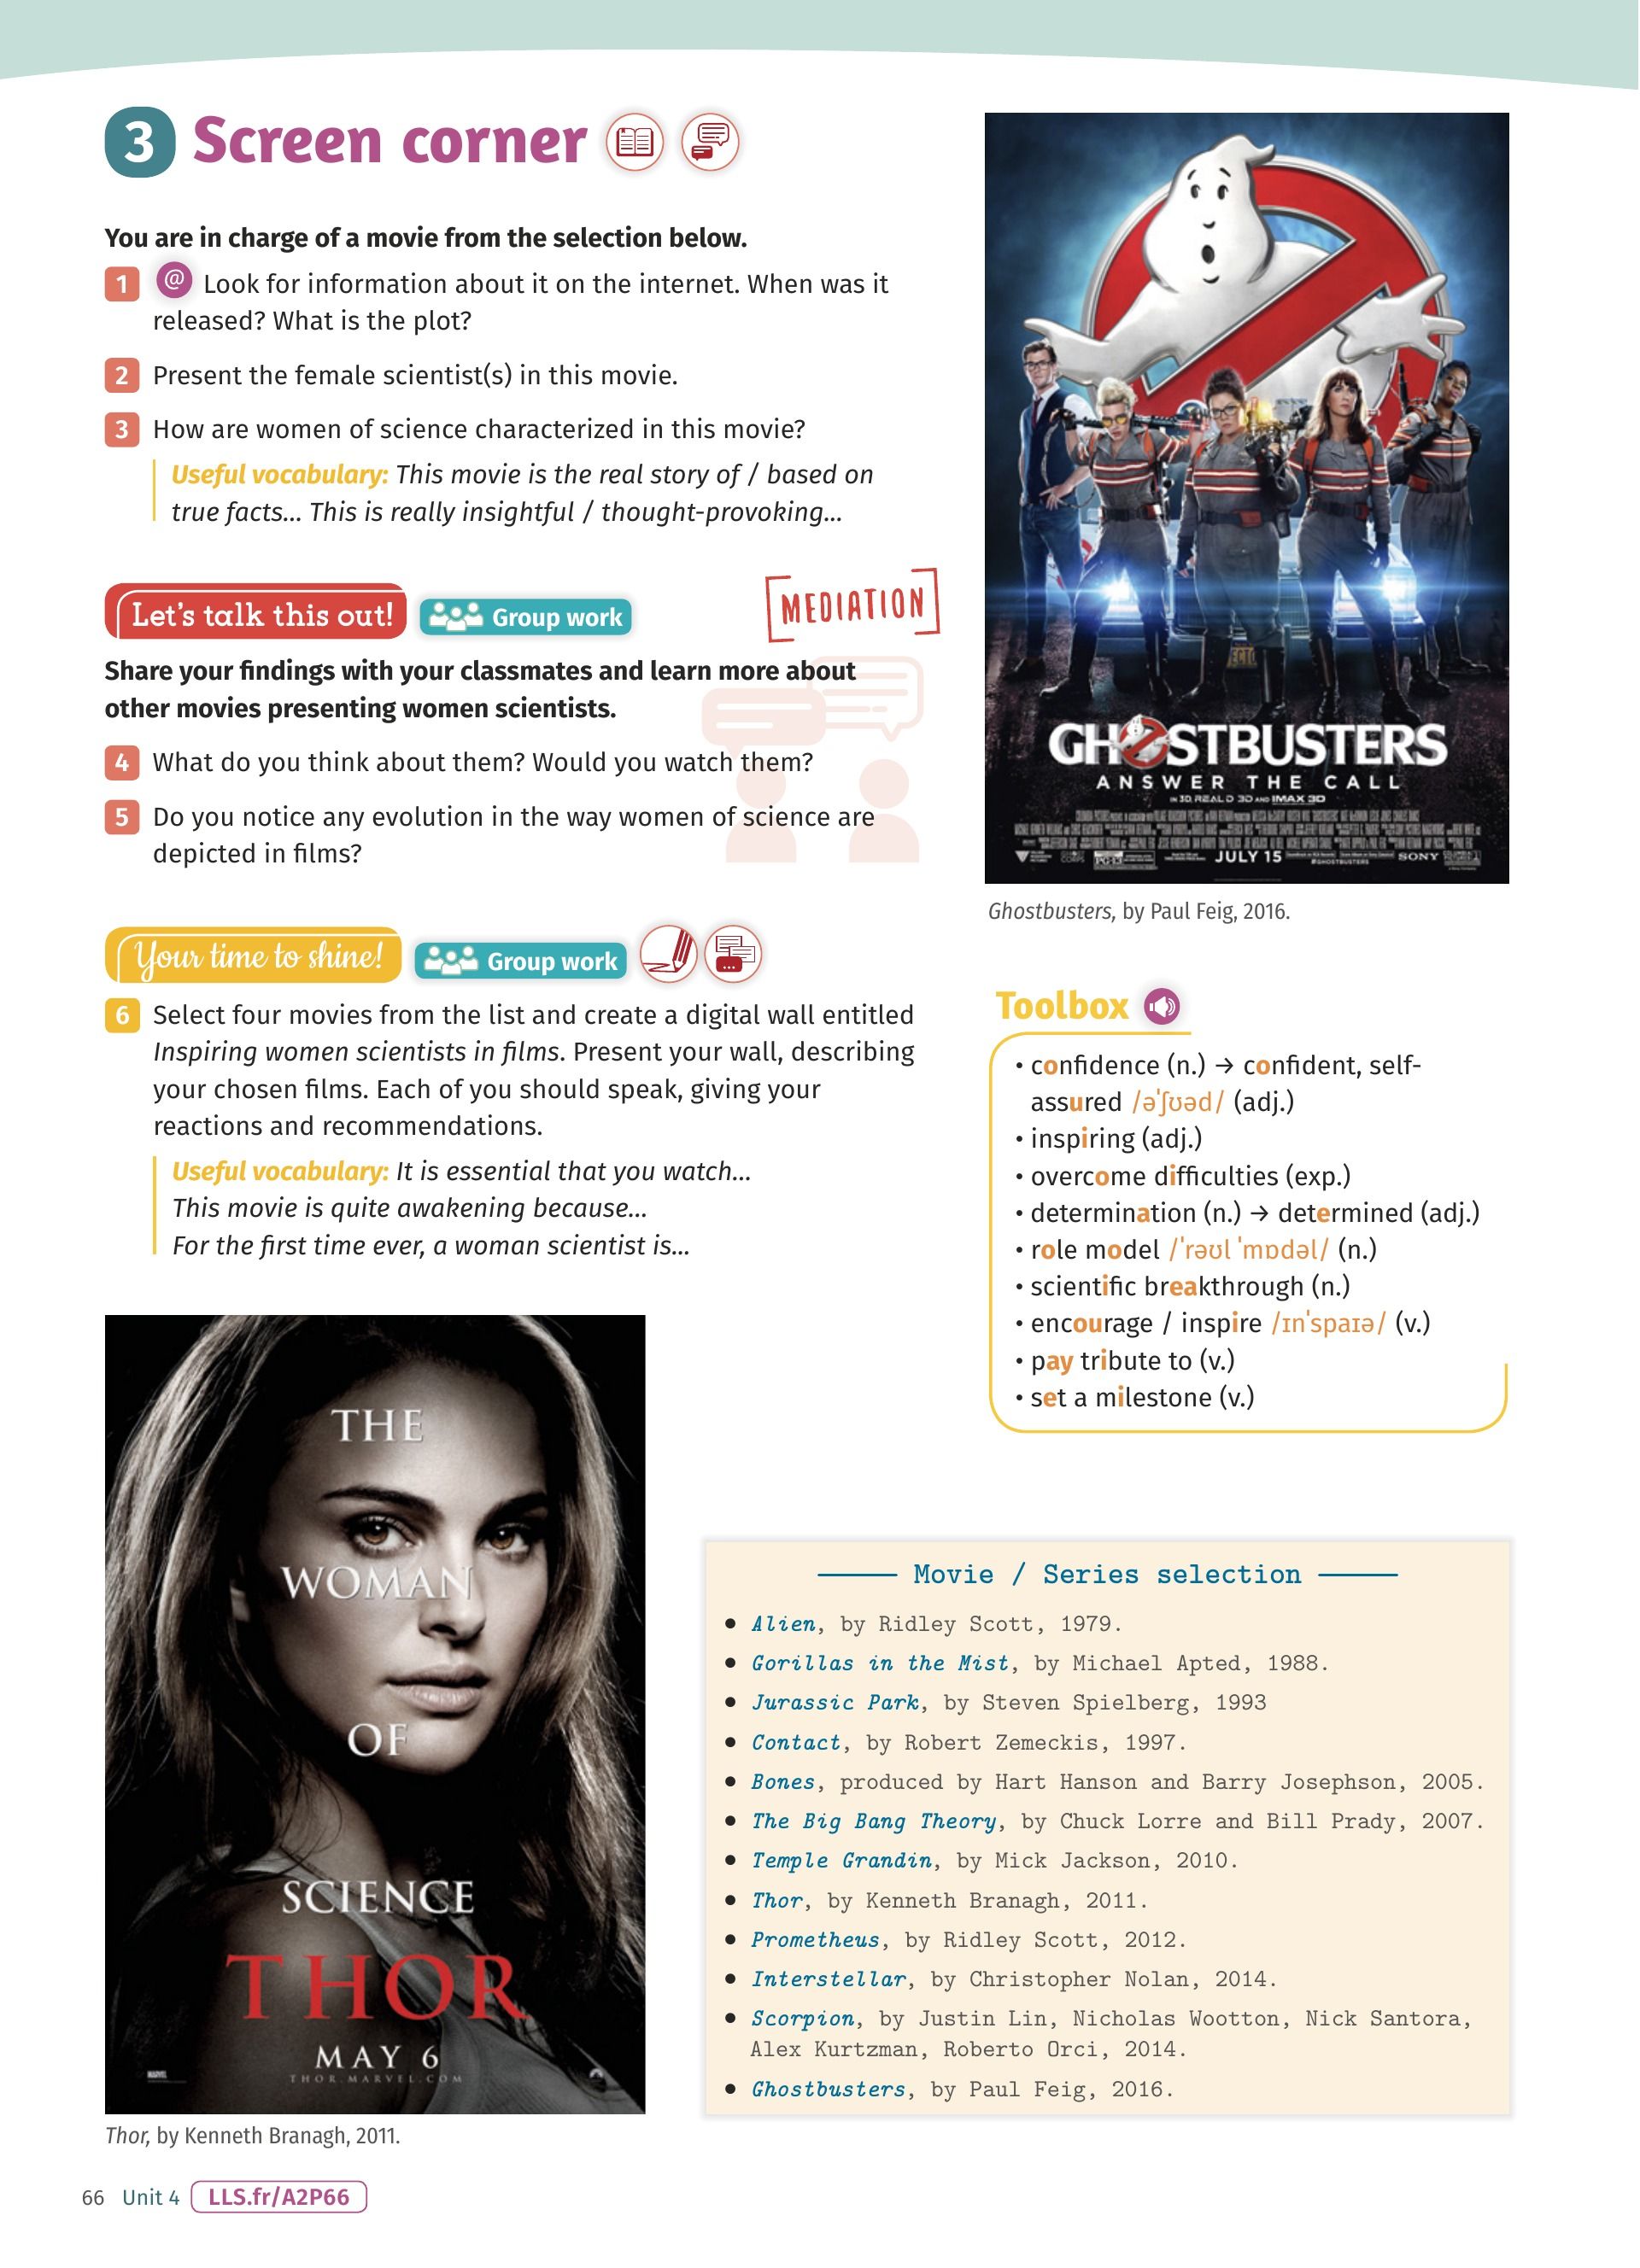 3 Screen corner
You are in charge of a movie from the selection below.
1 @ Look for information about it on the internet. When was it
released? What is the plot?
2 Present the female scientist(s) in this movie.
3 How are women of science characterized in this movie?
Useful vocabulary: This movie is the real story of / based on
true facts... This is really insightful / thought-provoking...
Let's talk this out! Group work
MEDIATION
Share your findings with your classmates and learn more about
other movies presenting women scientists.
4 What do you think about them? Would you watch them?
5 Do you notice any evolution in the way women of science are
depicted in films?
Your time to shine! Group work
6 Select four movies from the list and create a digital wall entitled
Inspiring women scientists in films. Present your wall, describing
your chosen films. Each of you should speak, giving your
reactions and recommendations.
Useful vocabulary: It is essential that you watch...
This movie is quite awakening because...
For the first time ever, a woman scientist is...
THE
WOMAN
OF
SCIENCE
THOR
MAY 6
THOR.MARVEL.COM
MARVEL
Thor, by Kenneth Branagh, 2011.
ECTO
GHOSTBUSTERS
ANSWER THE CALL
IN 3D, REAL D 3D AND IMAX 3D
PG-13
JULY 15
#GHOSTBUSTERS
SONY
Ghostbusters, by Paul Feig, 2016.
Toolbox
• confidence (n.) → confident, self-
assured /əˈʃʊəd/ (adj.)
• inspiring (adj.)
• overcome difficulties (exp.)
• determination (n.) → determined (adj.)
• role model /ˈrəʊl ˈmɒdəl/ (n.)
• scientific breakthrough (n.)
• encourage / inspire /ɪnˈspaɪə/ (v.)
• pay tribute to (v.)
• set a milestone (v.)
Movie / Series selection
• Alien, by Ridley Scott, 1979.
• Gorillas in the Mist, by Michael Apted, 1988.
• Jurassic Park, by Steven Spielberg, 1993
• Contact, by Robert Zemeckis, 1997.
• Bones, produced by Hart Hanson and Barry Josephson, 2005.
• The Big Bang Theory, by Chuck Lorre and Bill Prady, 2007.
• Temple Grandin, by Mick Jackson, 2010.
• Thor, by Kenneth Branagh, 2011.
• Prometheus, by Ridley Scott, 2012.
• Interstellar, by Christopher Nolan, 2014.
• Scorpion, by Justin Lin, Nicholas Wootton, Nick Santora,
Alex Kurtzman, Roberto Orci, 2014.
• Ghostbusters, by Paul Feig, 2016.
66 Unit 4 LLS.fr/A2P66